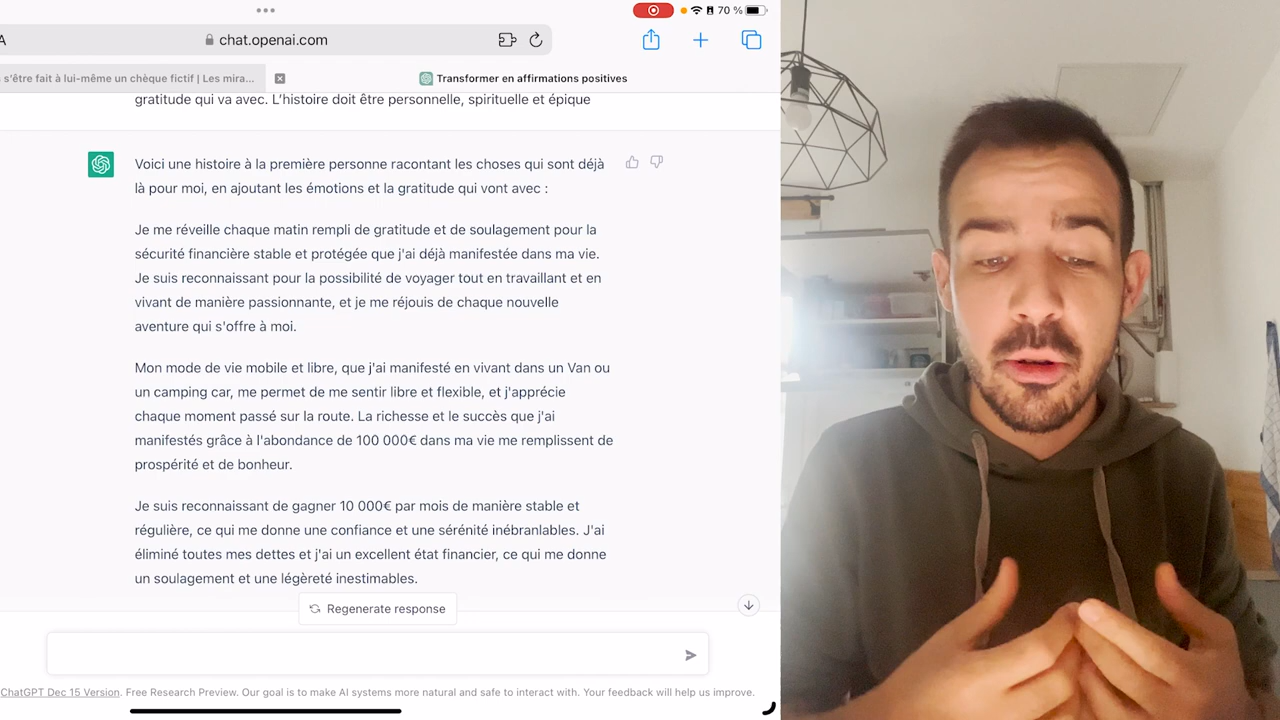 70 %
A
chat.openai.com
s'être fait à lui-même un chèque fictif | Les mira...
Transformer en affirmations positives
gratitude qui va avec. L'histoire doit être personnelle, spirituelle et épique
Voici une histoire à la première personne racontant les choses qui sont déjà
là pour moi, en ajoutant les émotions et la gratitude qui vont avec :
Je me réveille chaque matin rempli de gratitude et de soulagement pour la
sécurité financière stable et protégée que j'ai déjà manifestée dans ma vie.
Je suis reconnaissant pour la possibilité de voyager tout en travaillant et en
vivant de manière passionnante, et je me réjouis de chaque nouvelle
aventure qui s'offre à moi.
Mon mode de vie mobile et libre, que j'ai manifesté en vivant dans un Van ou
un camping car, me permet de me sentir libre et flexible, et j'apprécie
chaque moment passé sur la route. La richesse et le succès que j'ai
manifestés grâce à l'abondance de 100 000€ dans ma vie me remplissent de
prospérité et de bonheur.
Je suis reconnaissant de gagner 10 000€ par mois de manière stable et
régulière, ce qui me donne une confiance et une sérénité inébranlables. J'ai
éliminé toutes mes dettes et j'ai un excellent état financier, ce qui me donne
un soulagement et une légèreté inestimables.
Regenerate response
ChatGPT Dec 15 Version. Free Research Preview. Our goal is to make AI systems more natural and safe to interact with. Your feedback will help us improve.